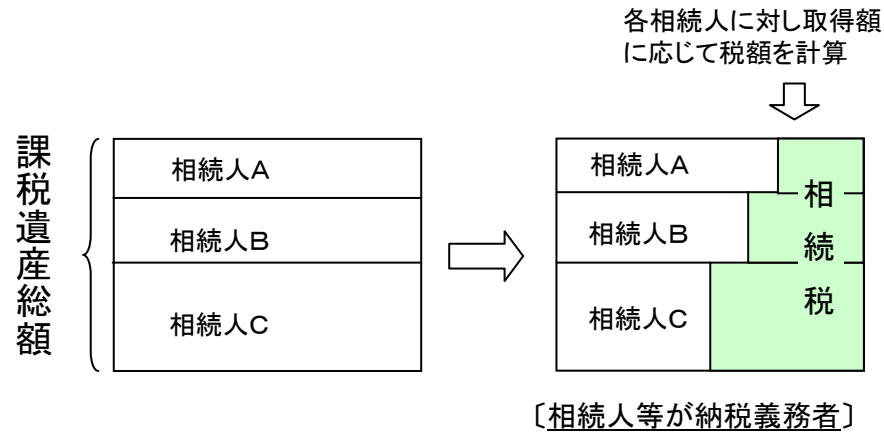 各相続人に対し取得額
に応じて税額を計算
課税遺産総額
相続人A
相続人B
相続人C
相続人A
相続人B
相続人C
相続税
〔相続人等が納税義務者〕